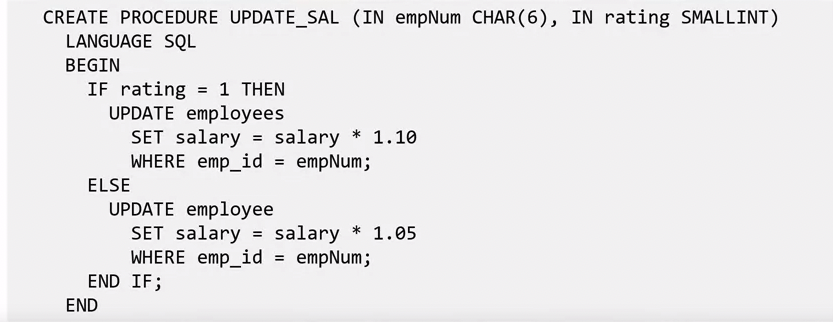 CREATE PROCEDURE UPDATE_SAL (IN empNum CHAR(6), IN rating SMALLINT)
LANGUAGE SQL
BEGIN
IF rating = 1 THEN
UPDATE employees
SET salary = salary * 1.10
WHERE emp_id = empNum;
ELSE
UPDATE employee
SET salary = salary * 1.05
WHERE emp_id = empNum;
END IF;
END